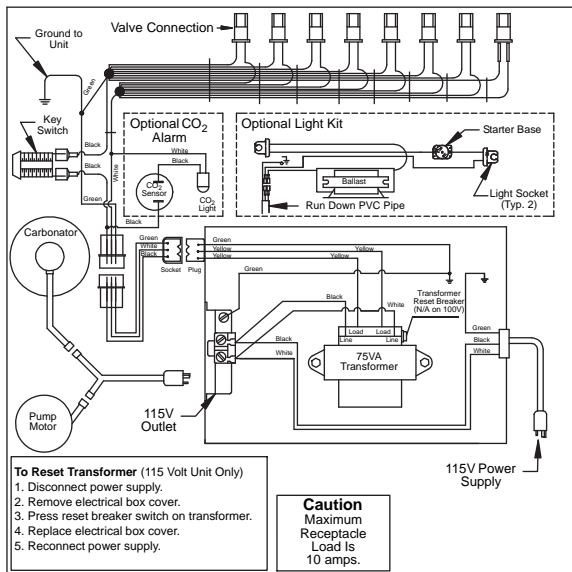 Valve Connection
Ground to
Unit
Green
Key
Switch
Black
Black
White
Green
Optional CO2
Alarm
White
Black
CO2
Sensor
CO2
Light
Black
Optional Light Kit
Starter Base
Ballast
Light Socket
(Typ. 2)
Run Down PVC Pipe
Carbonator
Green
White
Black
Socket
Plug
Green
Yellow
Yellow
Yellow
Green
Black
White
Transformer
Reset Breaker
(N/A on 100V)
Load
Load
Line
Line
75VA
Transformer
Black
White
Green
Black
White
115V
Outlet
Pump
Motor
115V Power
Supply
To Reset Transformer (115 Volt Unit Only)
1. Disconnect power supply.
2. Remove electrical box cover.
3. Press reset breaker switch on transformer.
4. Replace electrical box cover.
5. Reconnect power supply.
Caution
Maximum
Receptacle
Load Is
10 amps.